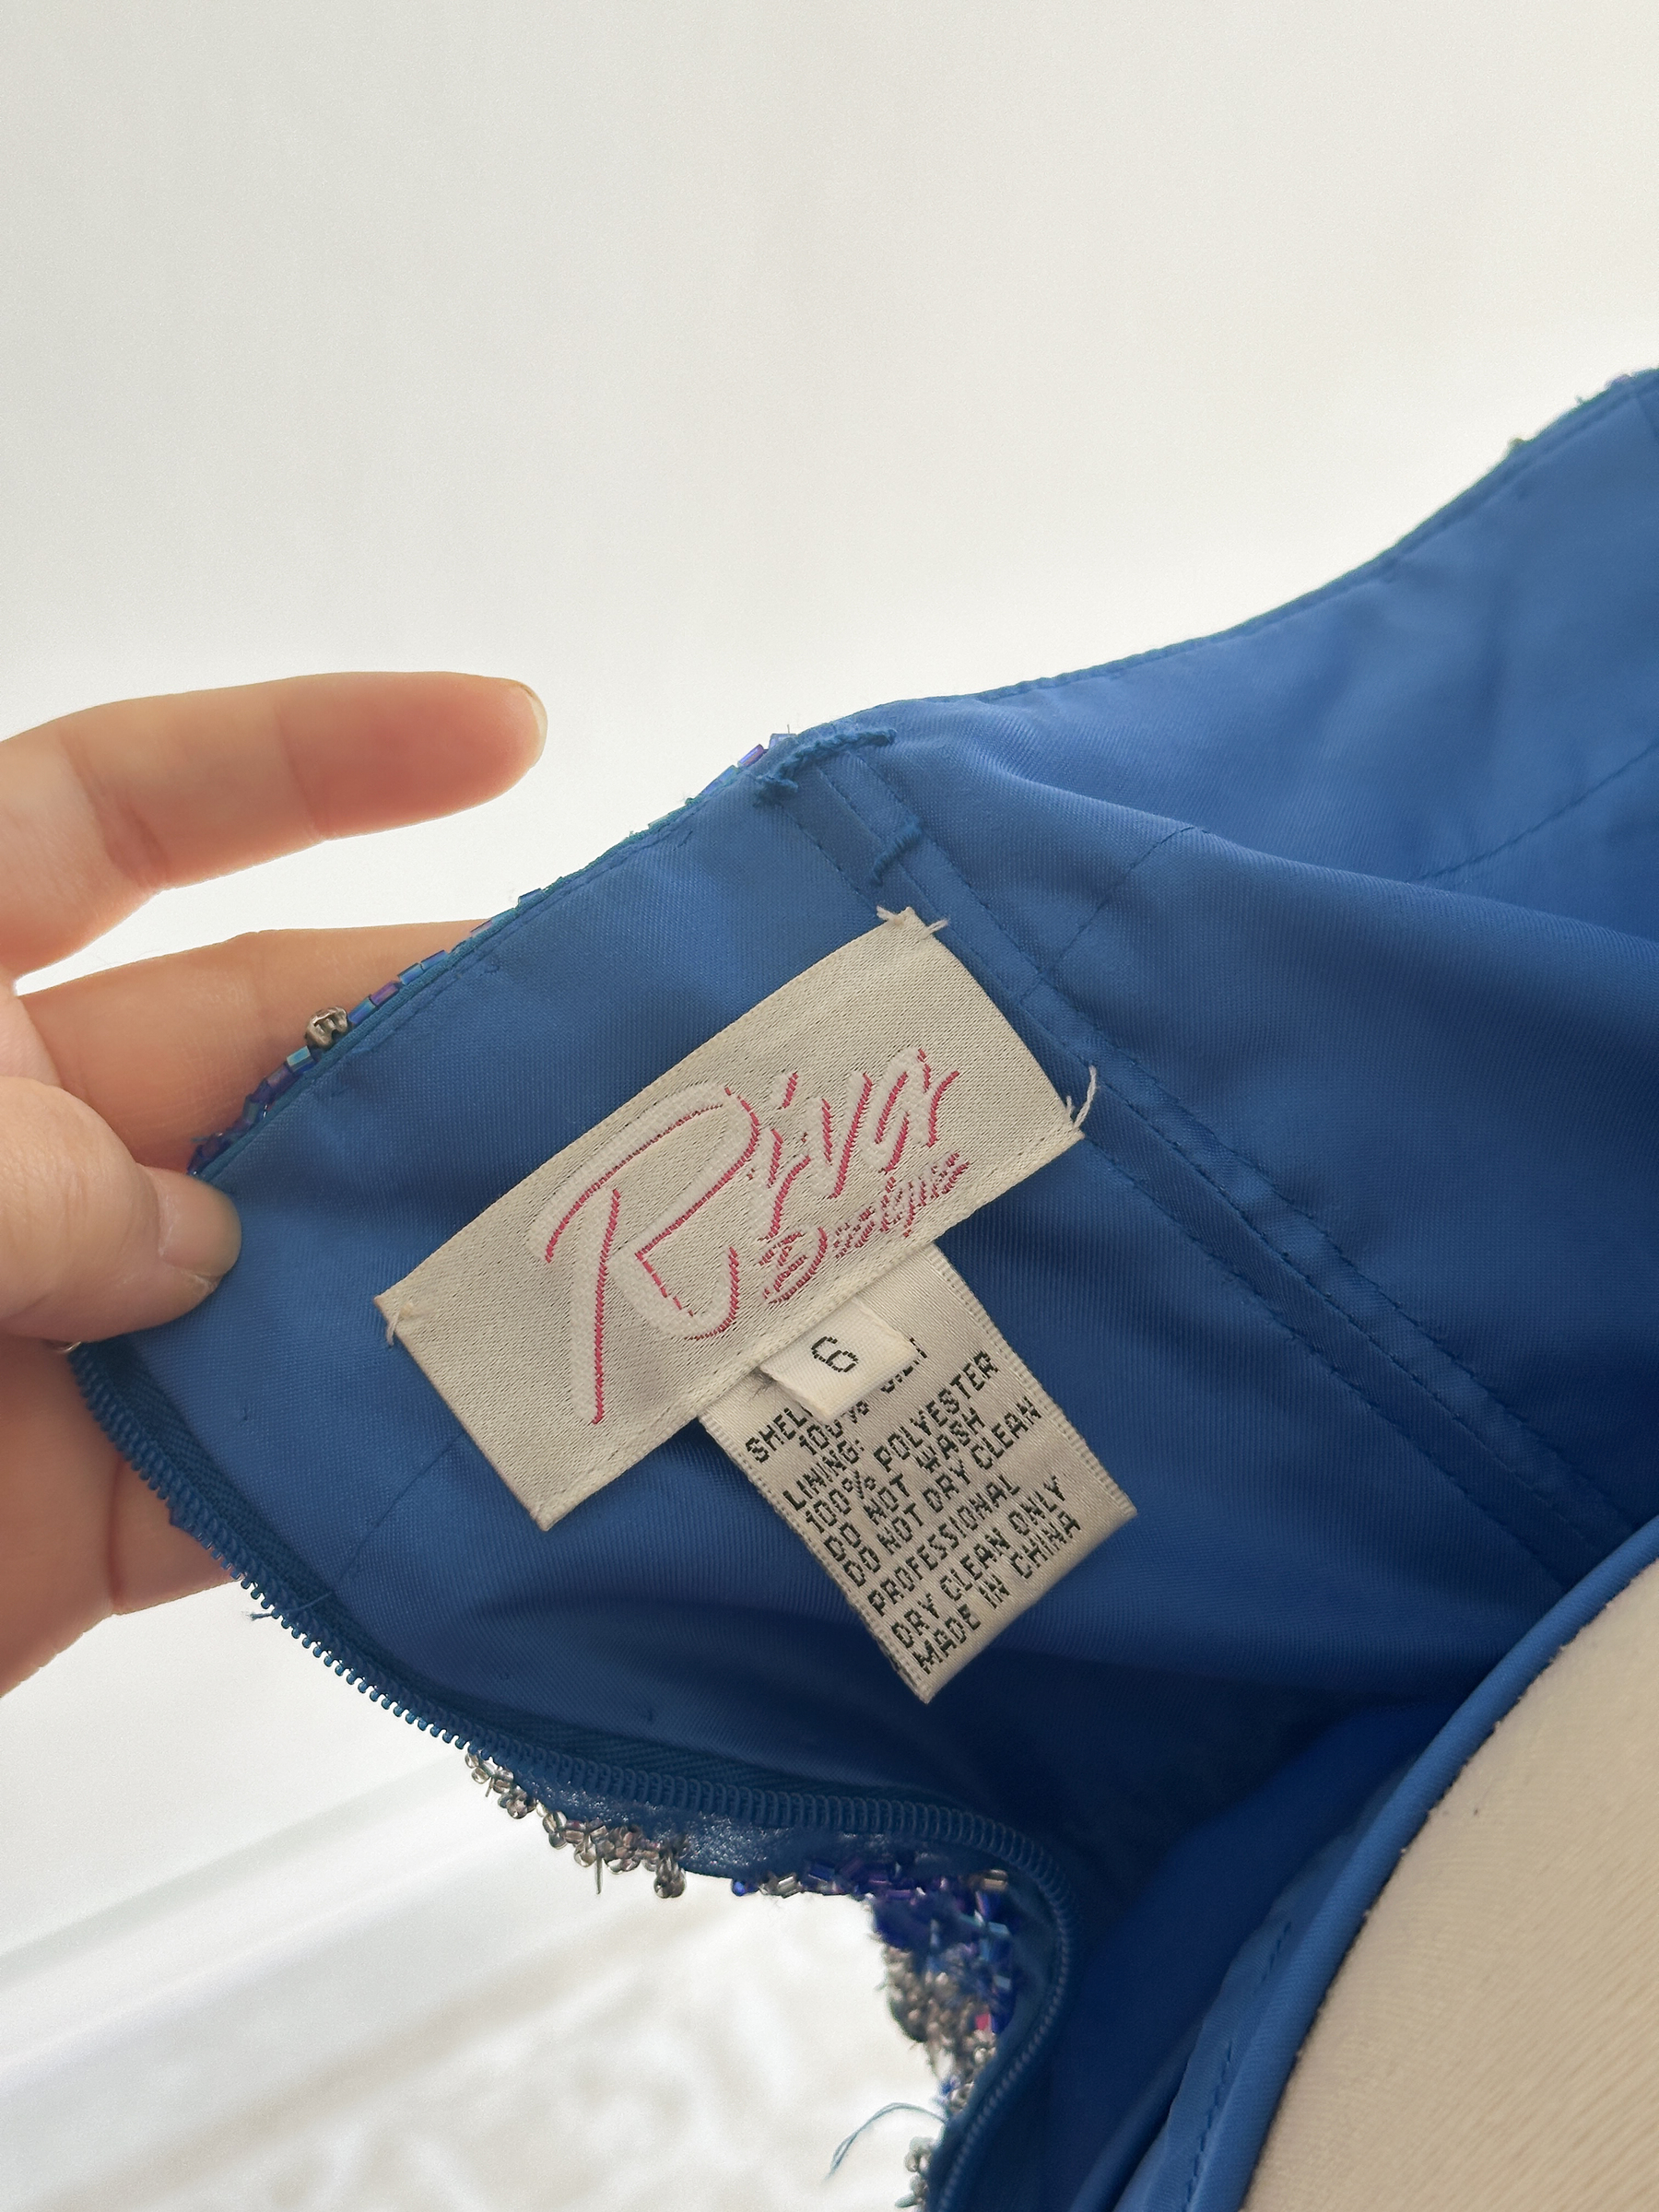 Riva
Designs
6
SHELL:
100% SILK
LINING:
100% POLYESTER
DO NOT WASH
DO NOT DRY CLEAN
PROFESSIONAL
DRY CLEAN ONLY
MADE IN CHINA